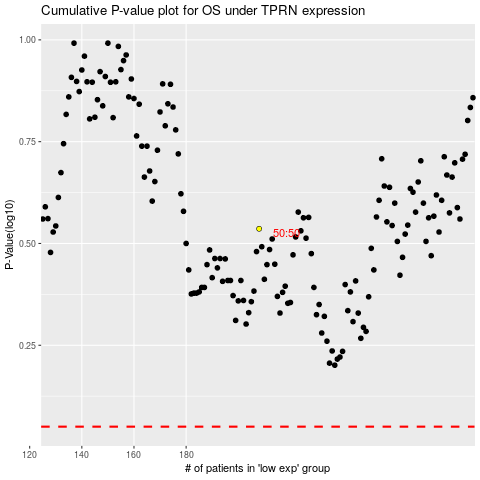 Cumulative P-value plot for OS under TPRN expression
1.00
0.75
0.50
0.25
P-Value(log10)
50:50
120 140 160 180
# of patients in 'low exp' group